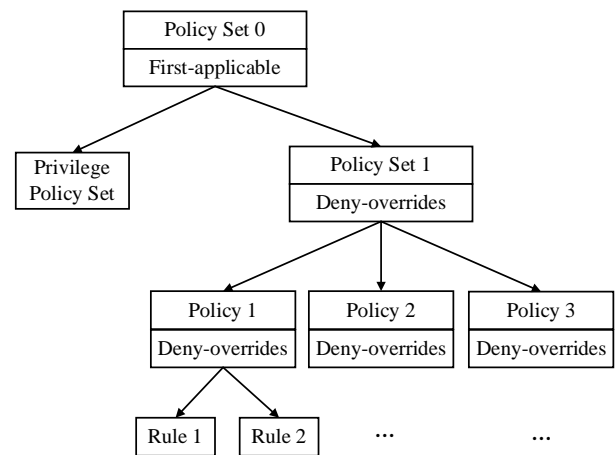 Policy Set 0
First-applicable
Privilege
Policy Set
Policy Set 1
Deny-overrides
Policy 1
Deny-overrides
Policy 2
Deny-overrides
Policy 3
Deny-overrides
Rule 1
Rule 2
...
...